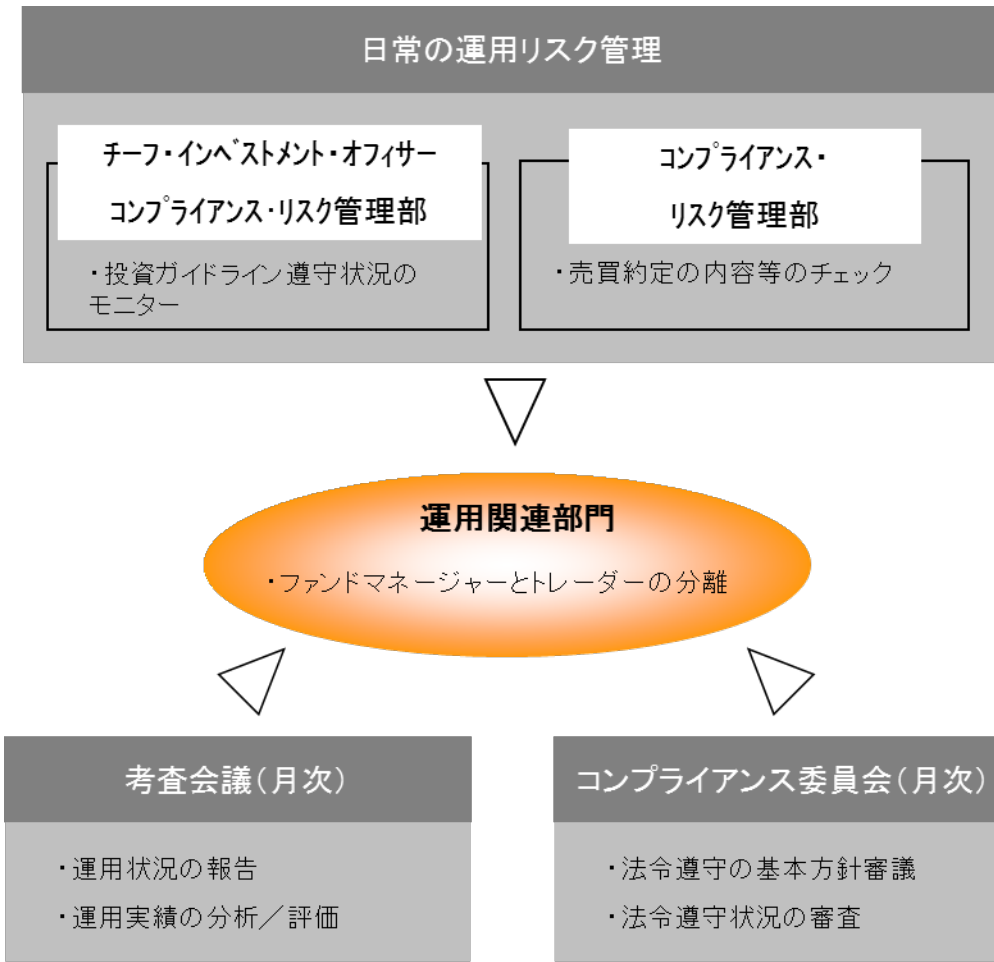 日常の運用リスク管理
チーフ・インベストメント・オフィサー
コンプライアンス・リスク管理部
・投資ガイドライン遵守状況の
モニター
コンプライアンス・
リスク管理部
・売買約定の内容等のチェック
運用関連部門
・ファンドマネージャーとトレーダーの分離
考査会議(月次)
・運用状況の報告
・運用実績の分析/評価
コンプライアンス委員会(月次)
・法令遵守の基本方針審議
・法令遵守状況の審査